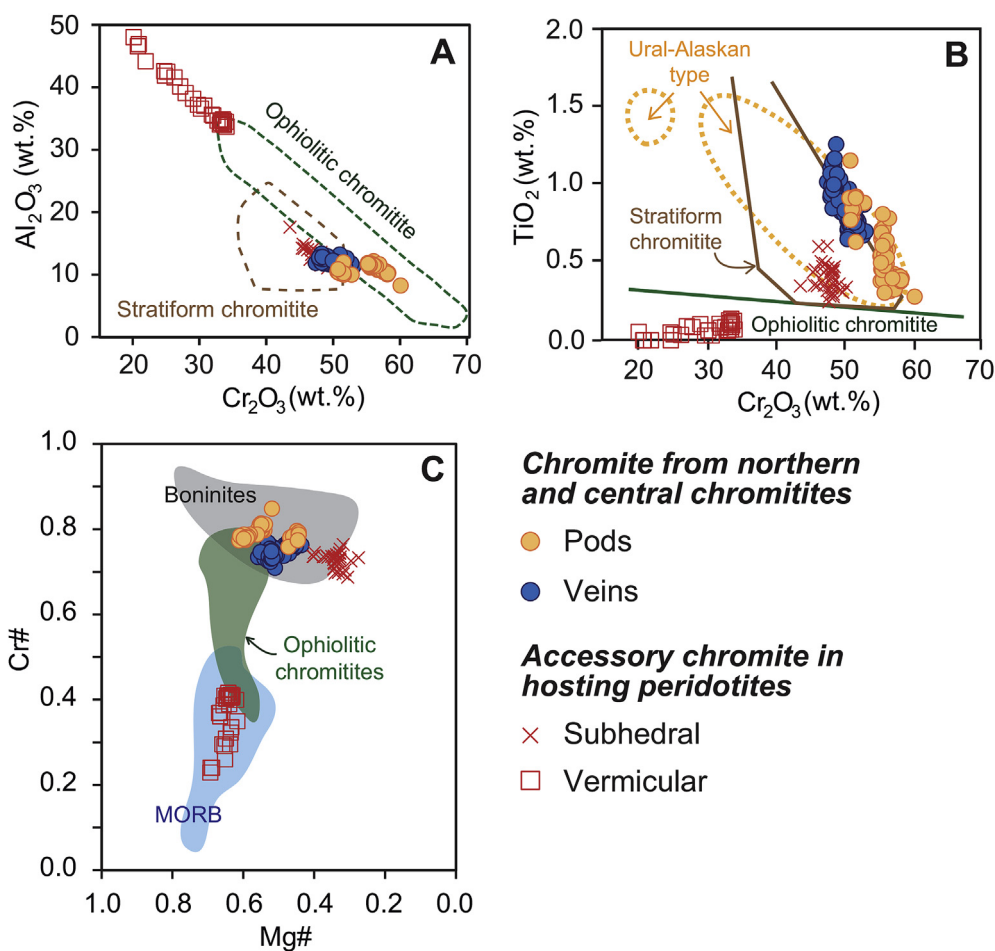 A
Al2O3 (wt.%)
50
40
30
20
10
0
Ophiolitic chromitite
Stratiform chromitite
20 30 40 50 60 70
Cr2O3 (wt.%)
B
TiO2 (wt.%)
2.0
1.5
1.0
0.5
0.0
Ural-Alaskan
type
Stratiform
chromitite
Ophiolitic chromitite
20 30 40 50 60 70
Cr2O3 (wt.%)
C
Cr#
1.0
0.8
0.6
0.4
0.2
0.0
Boninites
Ophiolitic
chromitites
MORB
1.0 0.8 0.6 0.4 0.2 0.0
Mg#
Chromite from northern
and central chromitites
Pods
Veins
Accessory chromite in
hosting peridotites
Subhedral
Vermicular